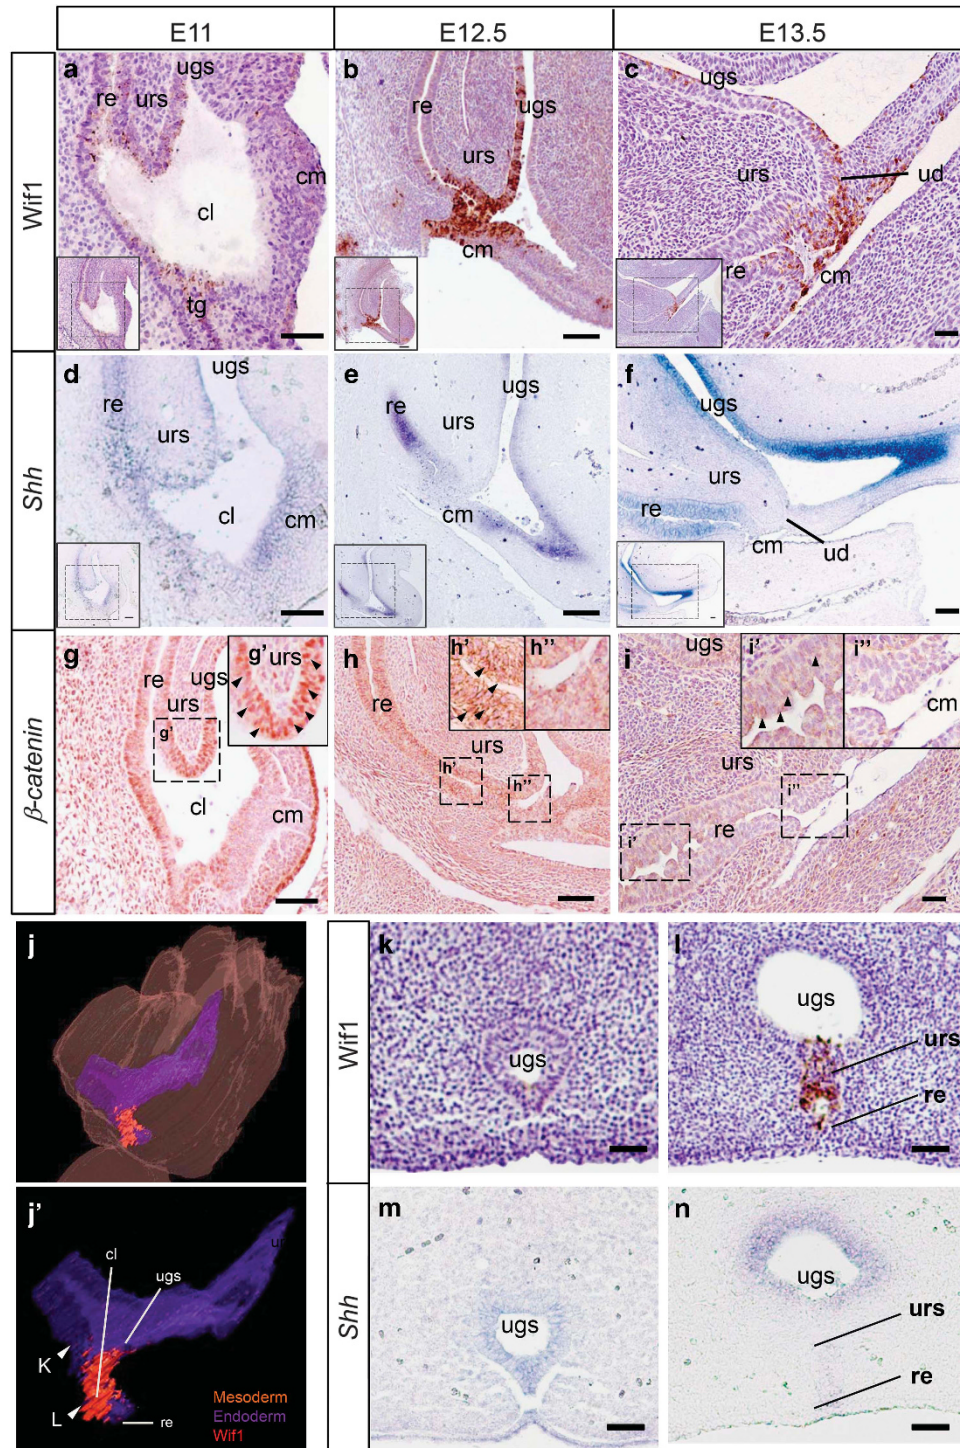 E11 E12.5 E13.5
Wif1
a ugs re urs cm cl tg
b ugs re urs cm
c ugs urs ud re cm
Shh
d ugs re urs cl cm
e ugs re urs cm
f ugs urs re cm ud
β-catenin
g re ugs urs g' cl cm g' urs
h re urs h' h'' h' h''
i ugs urs re cm i' i'' i' i''
j
j'
cl
ugs
ur
K
L
re
Mesoderm
Endoderm
Wif1
Wif1
k ugs
l ugs urs re
Shh
m ugs
n ugs urs re